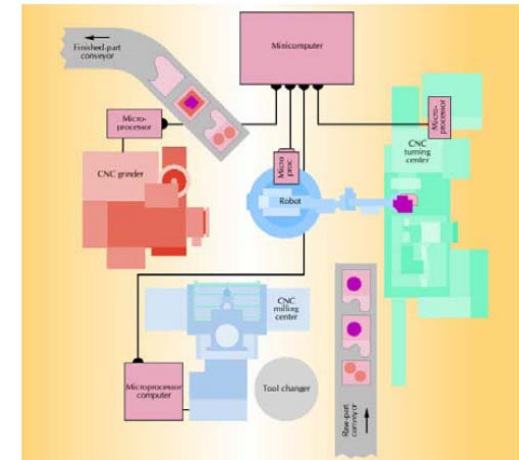 Finished-part
conveyor
Minicomputer
Micro-
processor
Micro-
processor
CNC
turning
center
Micro
proc
CNC grinder
Robot
CNC
milling
center
Microprocessor
computer
Tool changer
Raw-part
conveyor